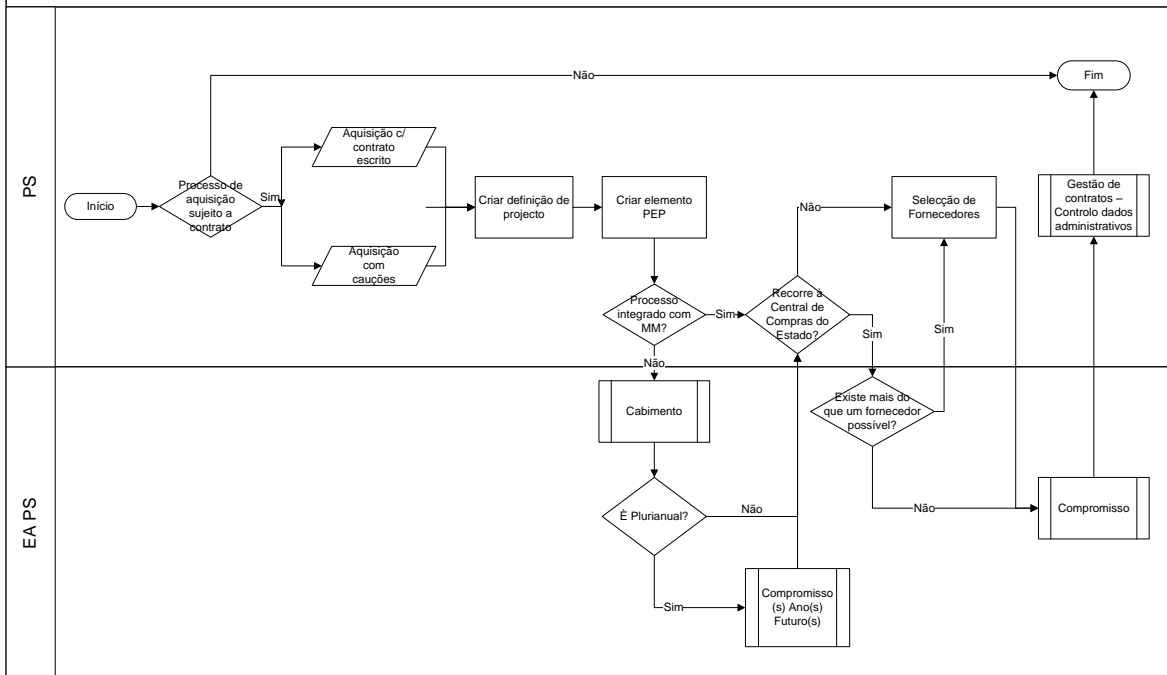 PS
EA PS
Não
Fim
Aquisição c/
contrato
escrito
Início
Processo de
aquisição
sujeito a
contrato
Sim
Aquisição
com
cauções
Criar definição de
projecto
Criar elemento
PEP
Não
Selecção de
Fornecedores
Gestão de
contratos –
Controlo dados
administrativos
Processo
integrado com
MM?
Sim
Recorre à
Central de
Compras do
Estado?
Sim
Sim
Não
Cabimento
Existe mais do
que um fornecedor
possível?
È Plurianual?
Não
Não
Compromisso
Sim
Compromisso
(s) Ano(s)
Futuro(s)